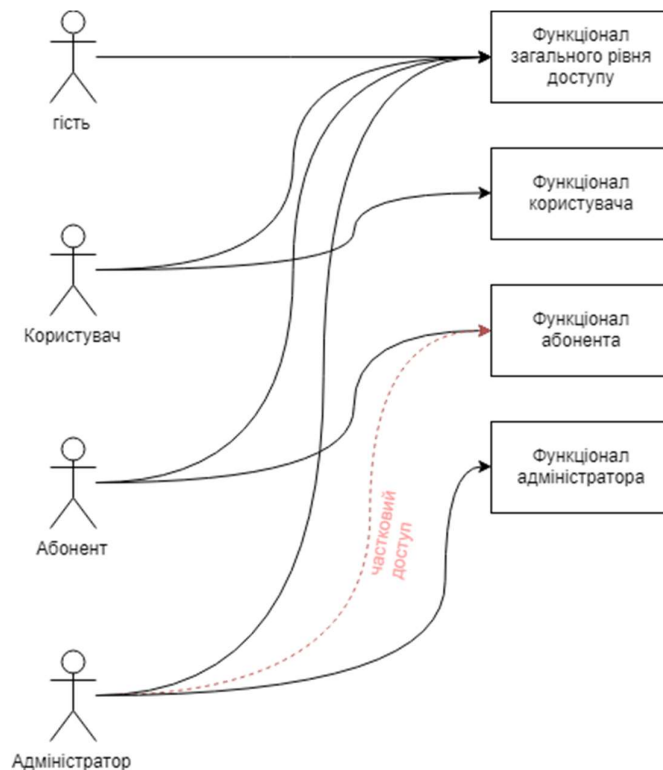 Функціонал
загального рівня
доступу
гість
Функціонал
користувача
Користувач
Функціонал
абонента
Функціонал
адміністратора
частковий
доступ
Абонент
Адміністратор